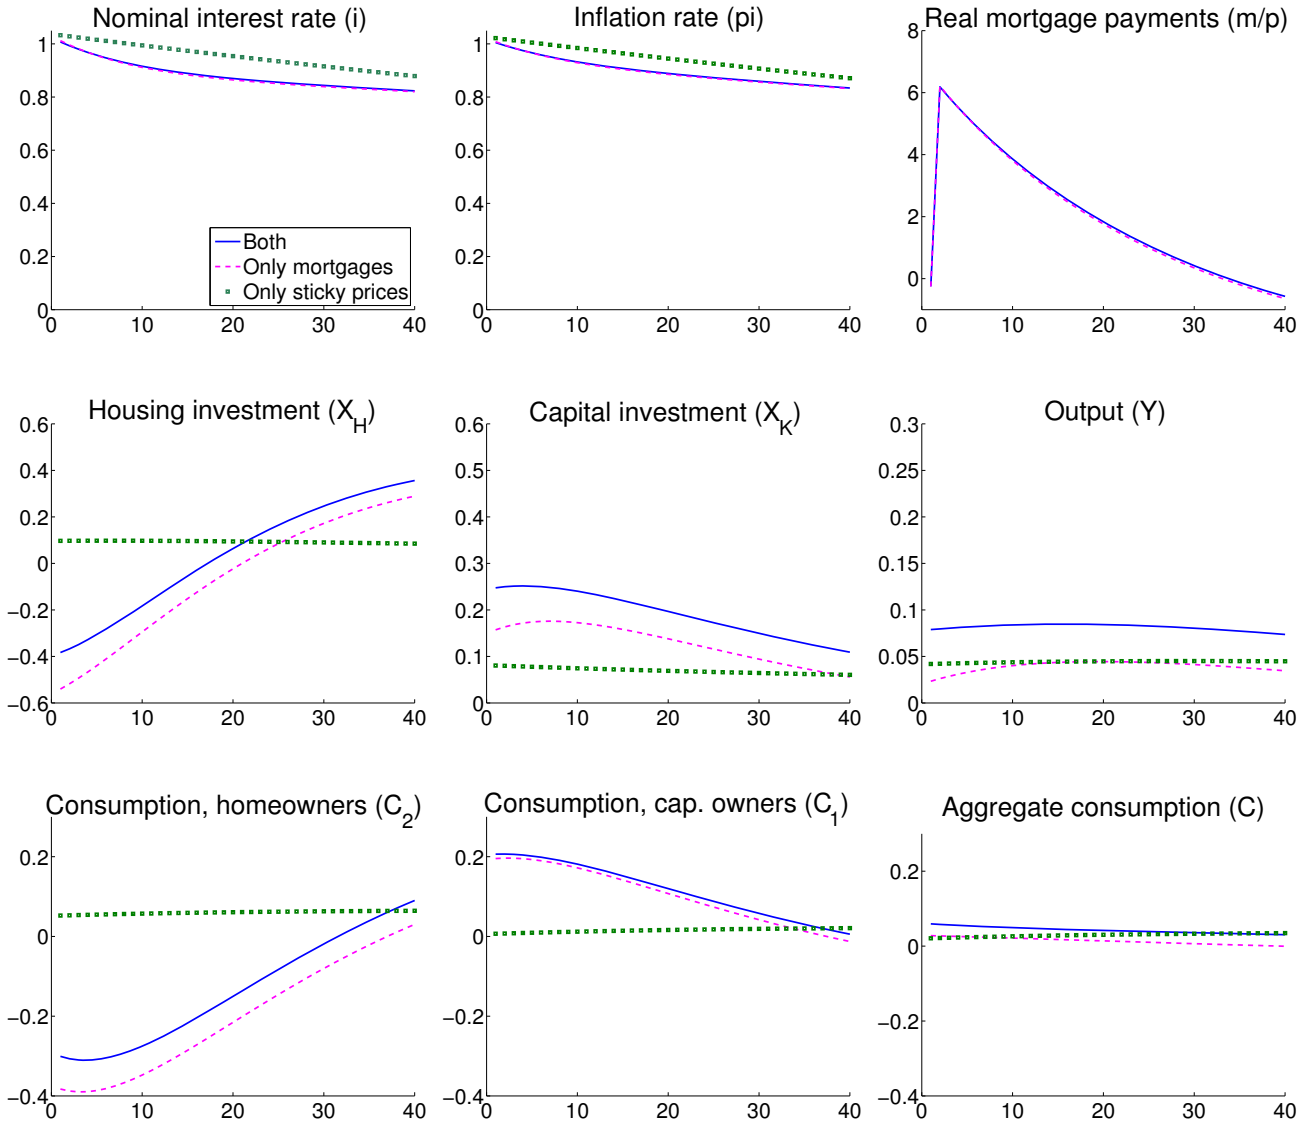 Nominal interest rate (i)
1
0.8
0.6
0.4
0.2
0
0 10 20 30 40
Both
Only mortgages
Only sticky prices
Inflation rate (pi)
1
0.8
0.6
0.4
0.2
0
0 10 20 30 40
Real mortgage payments (m/p)
8
6
4
2
0
0 10 20 30 40
Housing investment (X_H)
0.6
0.4
0.2
0
−0.2
−0.4
−0.6
0 10 20 30 40
Capital investment (X_K)
0.6
0.5
0.4
0.3
0.2
0.1
0
0 10 20 30 40
Output (Y)
0.3
0.25
0.2
0.15
0.1
0.05
0
0 10 20 30 40
Consumption, homeowners (C_2)
0.2
0
−0.2
−0.4
0 10 20 30 40
Consumption, cap. owners (C_1)
0.2
0
−0.2
−0.4
0 10 20 30 40
Aggregate consumption (C)
0.2
0
−0.2
−0.4
0 10 20 30 40